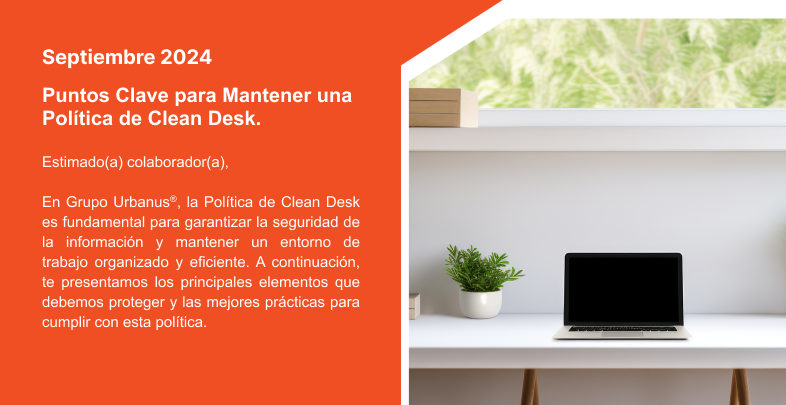 Septiembre 2024
Puntos Clave para Mantener una
Política de Clean Desk.
Estimado(a) colaborador(a),
En Grupo Urbanus®, la Política de Clean Desk
es fundamental para garantizar la seguridad de
la información y mantener un entorno de
trabajo organizado y eficiente. A continuación,
te presentamos los principales elementos que
debemos proteger y las mejores prácticas para
cumplir con esta política.